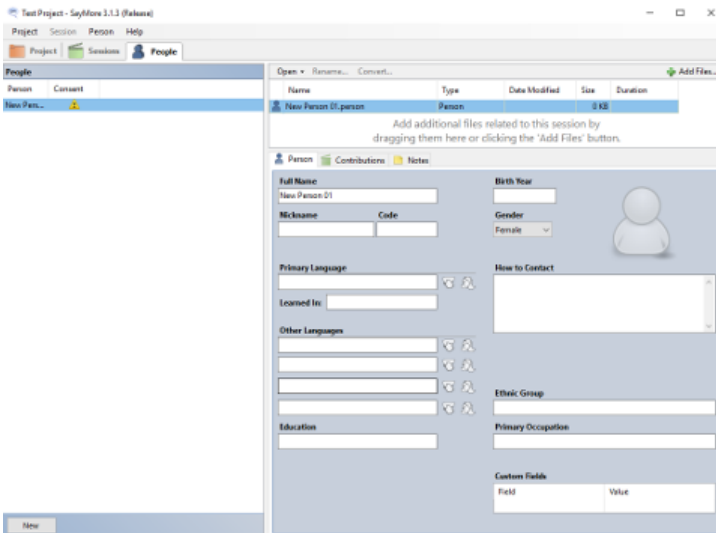 Test Project - SayMore 3.1.3 (Release)
Project Session Person Help
Project Sessions People
People
Person Consent
New Pers...
New
Open Rename... Convert... Add Files...
Name Type Date Modified Size Duration
New Person 01.person Person 0 KB
Add additional files related to this session by
dragging them here or clicking the 'Add Files' button.
Person Contributions Notes
Full Name Birth Year
New Person 01
Nickname Code Gender
Female
Primary Language How to Contact
Learned In:
Other Languages
Ethnic Group
Education Primary Occupation
Custom Fields
Field Value